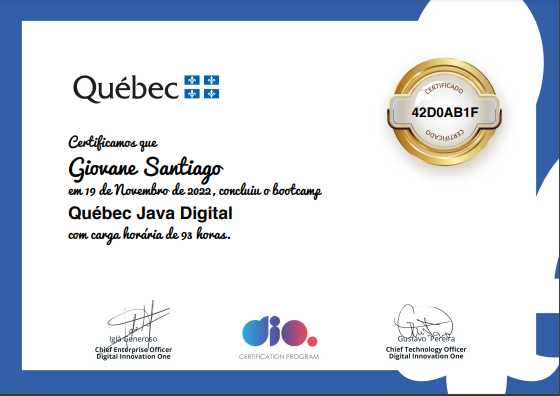 Québec
CERTIFICADO
42D0AB1F
CERTIFICADO
Certificamos que
Giovane Santiago
em 19 de Novembro de 2022, concluiu o bootcamp
Québec Java Digital
com carga horária de 93 horas.
Iglá Generoso
Chief Enterprise Officer
Digital Innovation One
dio.
CERTIFICATION PROGRAM
Gustavo Pereira
Chief Technology Officer
Digital Innovation One